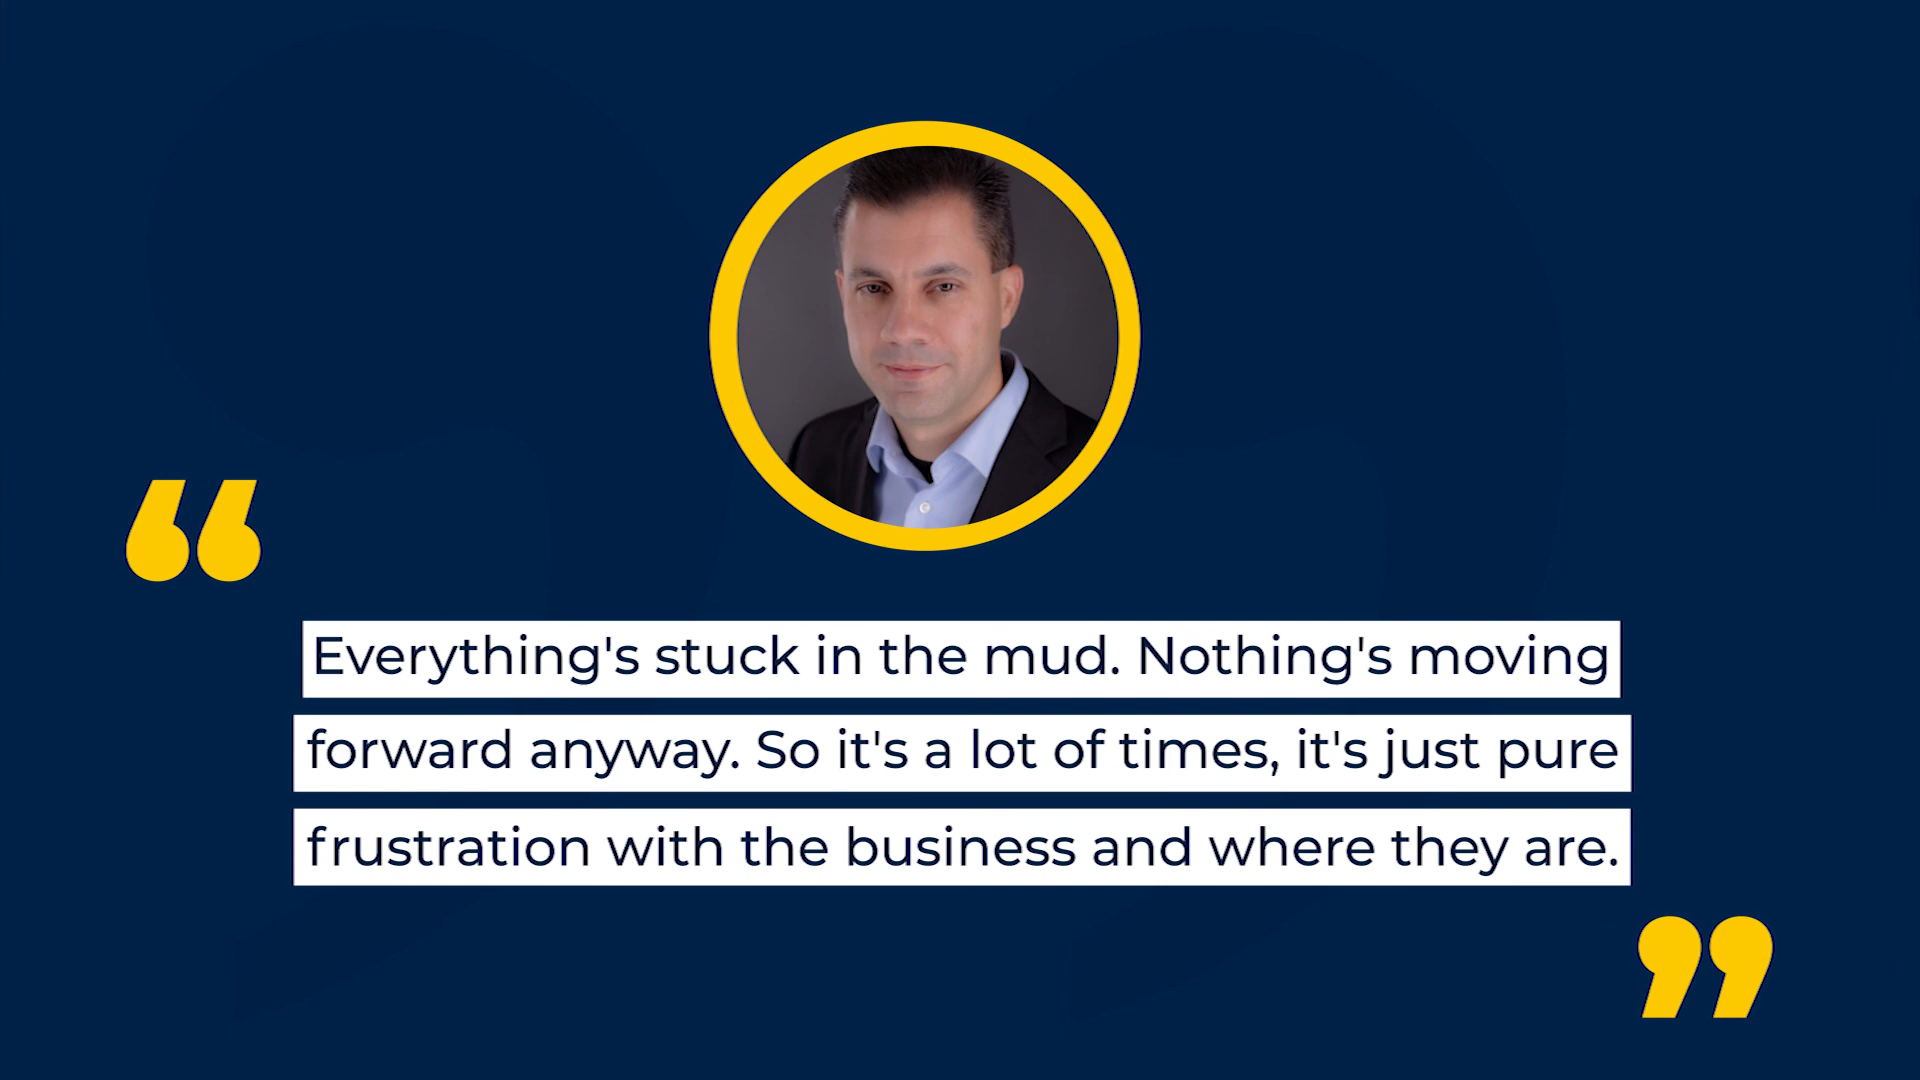 “
Everything's stuck in the mud. Nothing's moving
forward anyway. So it's a lot of times, it's just pure
frustration with the business and where they are.
”